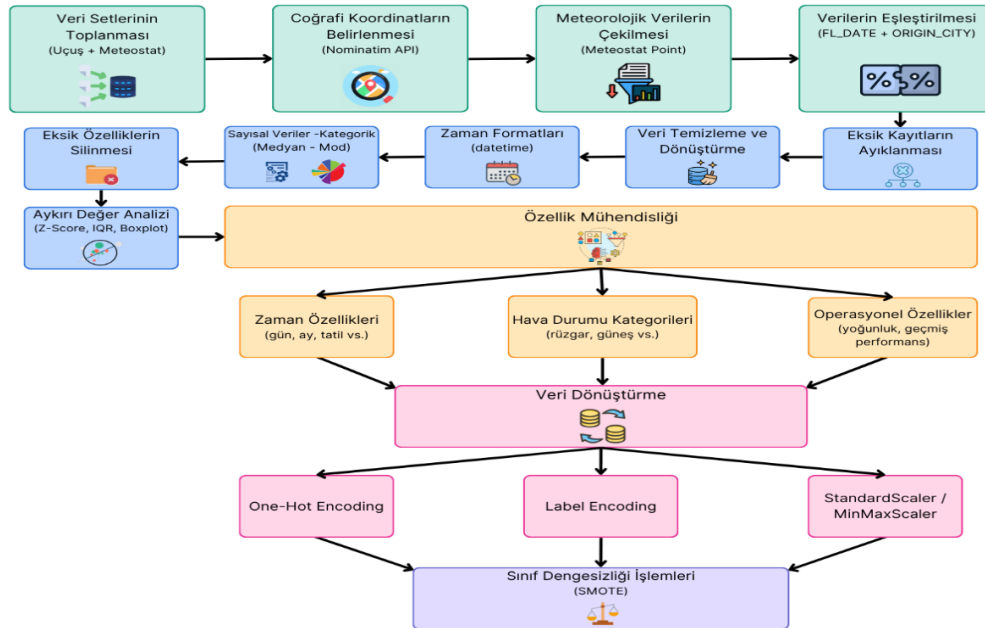 Veri Setlerinin
Toplanması
(Uçuş + Meteostat)
Coğrafi Koordinatların
Belirlenmesi
(Nominatim API)
Meteorolojik Verilerin
Çekilmesi
(Meteostat Point)
Verilerin Eşleştirilmesi
(FL_DATE + ORIGIN_CITY)
Eksik Özelliklerin
Silinmesi
Sayısal Veriler -Kategorik
(Medyan - Mod)
Zaman Formatları
(datetime)
Veri Temizleme ve
Dönüştürme
Eksik Kayıtların
Ayıklanması
Aykırı Değer Analizi
(Z-Score, IQR, Boxplot)
Özellik Mühendisliği
Zaman Özellikleri
(gün, ay, tatil vs.)
Hava Durumu Kategorileri
(rüzgar, güneş vs.)
Operasyonel Özellikler
(yoğunluk, geçmiş
performans)
Veri Dönüştürme
One-Hot Encoding
Label Encoding
StandardScaler /
MinMaxScaler
Sınıf Dengesizliği İşlemleri
(SMOTE)